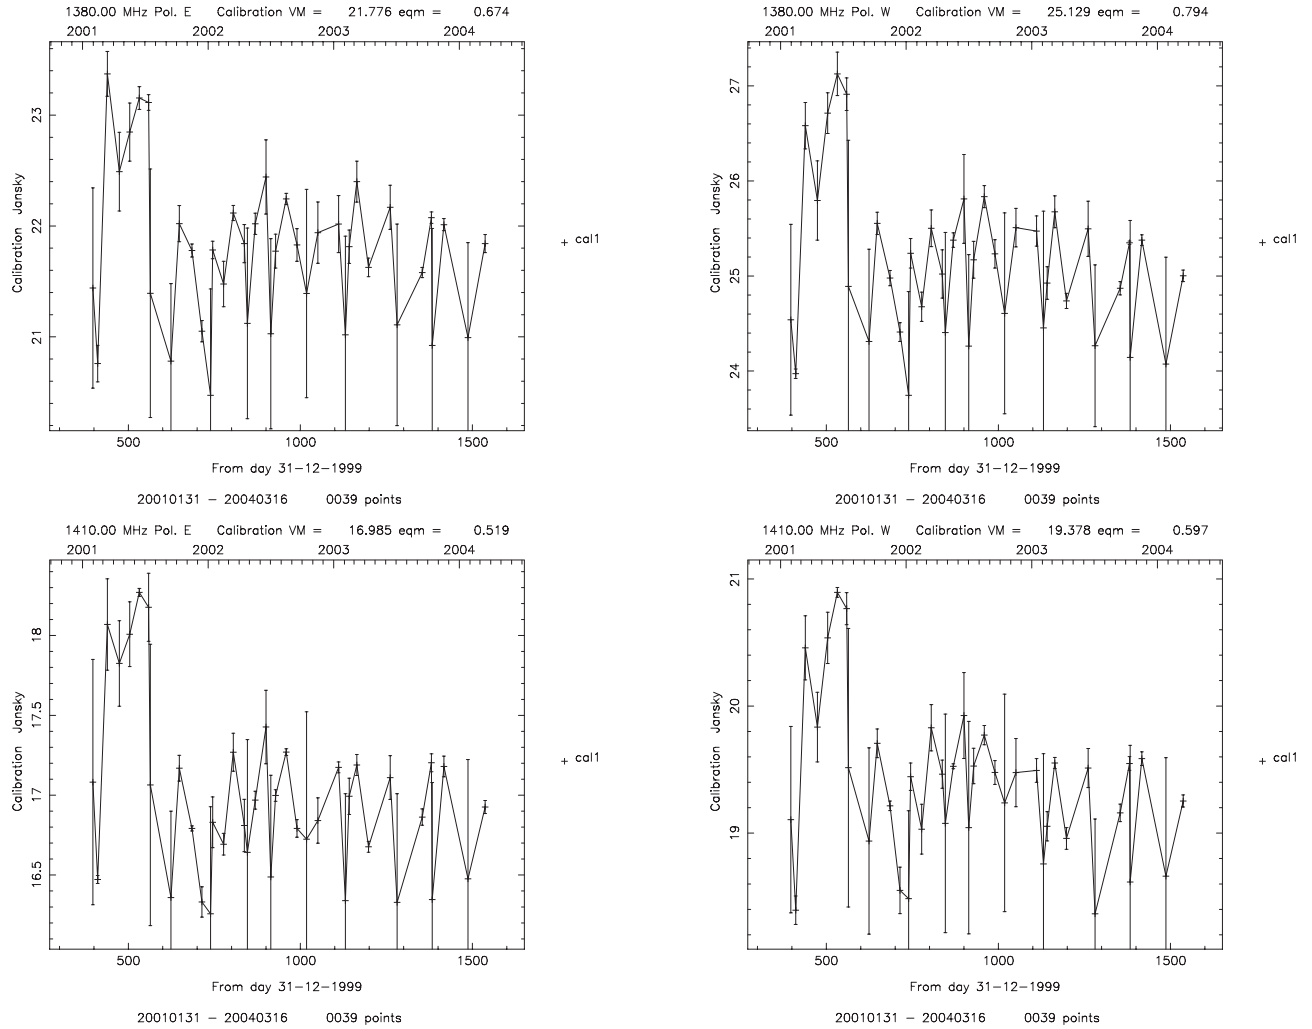 1380.00 MHz Pol. E Calibration VM = 21.776 eqm = 0.674
2001 2002 2003 2004
23
22
21
Calibration Jansky
+ cal1
500 1000 1500
From day 31-12-1999
20010131 - 20040316 0039 points
1380.00 MHz Pol. W Calibration VM = 25.129 eqm = 0.794
2001 2002 2003 2004
27
26
25
24
Calibration Jansky
+ cal1
500 1000 1500
From day 31-12-1999
20010131 - 20040316 0039 points
1410.00 MHz Pol. E Calibration VM = 16.985 eqm = 0.519
2001 2002 2003 2004
18
17.5
17
16.5
Calibration Jansky
+ cal1
500 1000 1500
From day 31-12-1999
20010131 - 20040316 0039 points
1410.00 MHz Pol. W Calibration VM = 19.378 eqm = 0.597
2001 2002 2003 2004
21
20
19
Calibration Jansky
+ cal1
500 1000 1500
From day 31-12-1999
20010131 - 20040316 0039 points